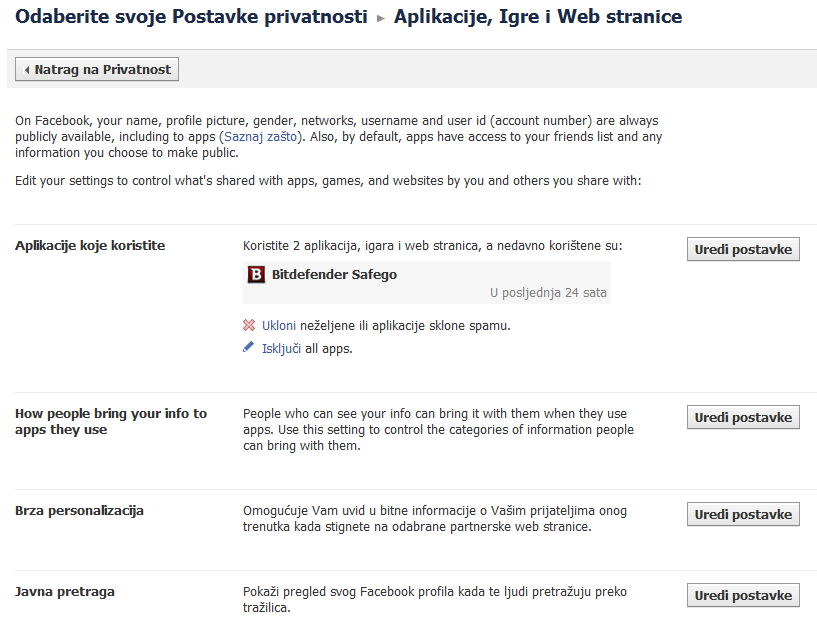 Odaberite svoje Postavke privatnosti ▸ Aplikacije, Igre i Web stranice
Natrag na Privatnost
On Facebook, your name, profile picture, gender, networks, username and user id (account number) are always
publicly available, including to apps (Saznaj zašto). Also, by default, apps have access to your friends list and any
information you choose to make public.
Edit your settings to control what's shared with apps, games, and websites by you and others you share with:
Aplikacije koje koristite
Koristite 2 aplikacija, igara i web stranica, a nedavno korištene su:
Uredi postavke
Bitdefender Safego
U posljednja 24 sata
Ukloni neželjene ili aplikacije sklone spamu.
Isključi all apps.
How people bring your info to
apps they use
People who can see your info can bring it with them when they use
apps. Use this setting to control the categories of information people
can bring with them.
Uredi postavke
Brza personalizacija
Omogućuje Vam uvid u bitne informacije o Vašim prijateljima onog
trenutka kada stignete na odabrane partnerske web stranice.
Uredi postavke
Javna pretraga
Pokaži pregled svog Facebook profila kada te ljudi pretražuju preko
tražilica.
Uredi postavke